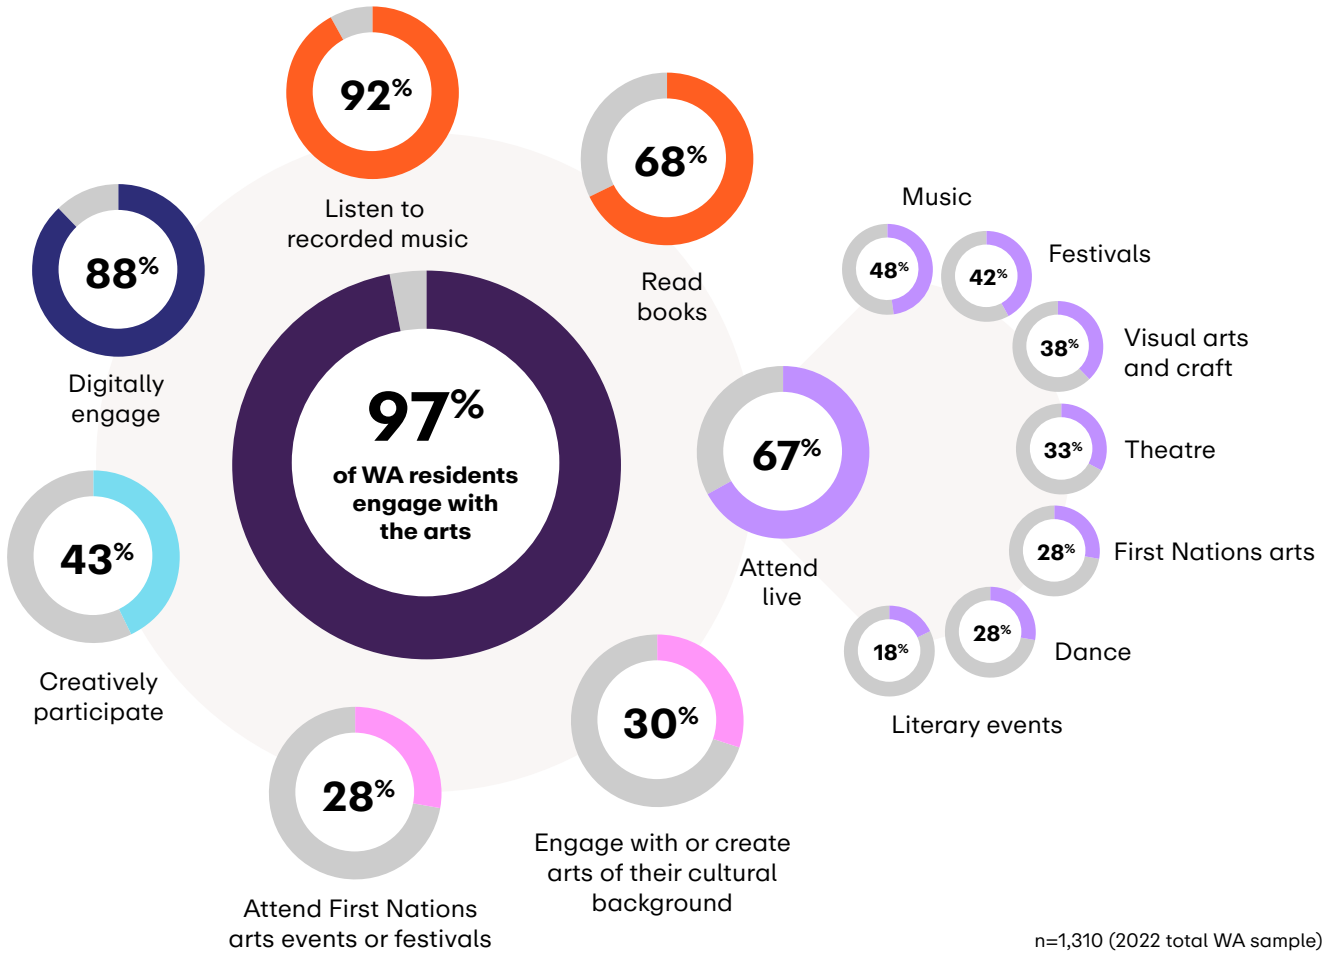 92%
Listen to
recorded music
68%
Read
books
88%
Digitally
engage
97%
of WA residents
engage with
the arts
43%
Creatively
participate
67%
Attend
live
28%
Attend First Nations
arts events or festivals
30%
Engage with or create
arts of their cultural
background
Music
48%
42%
Festivals
38%
Visual arts
and craft
33%
Theatre
28%
First Nations arts
28%
Dance
18%
Literary events
n=1,310 (2022 total WA sample)